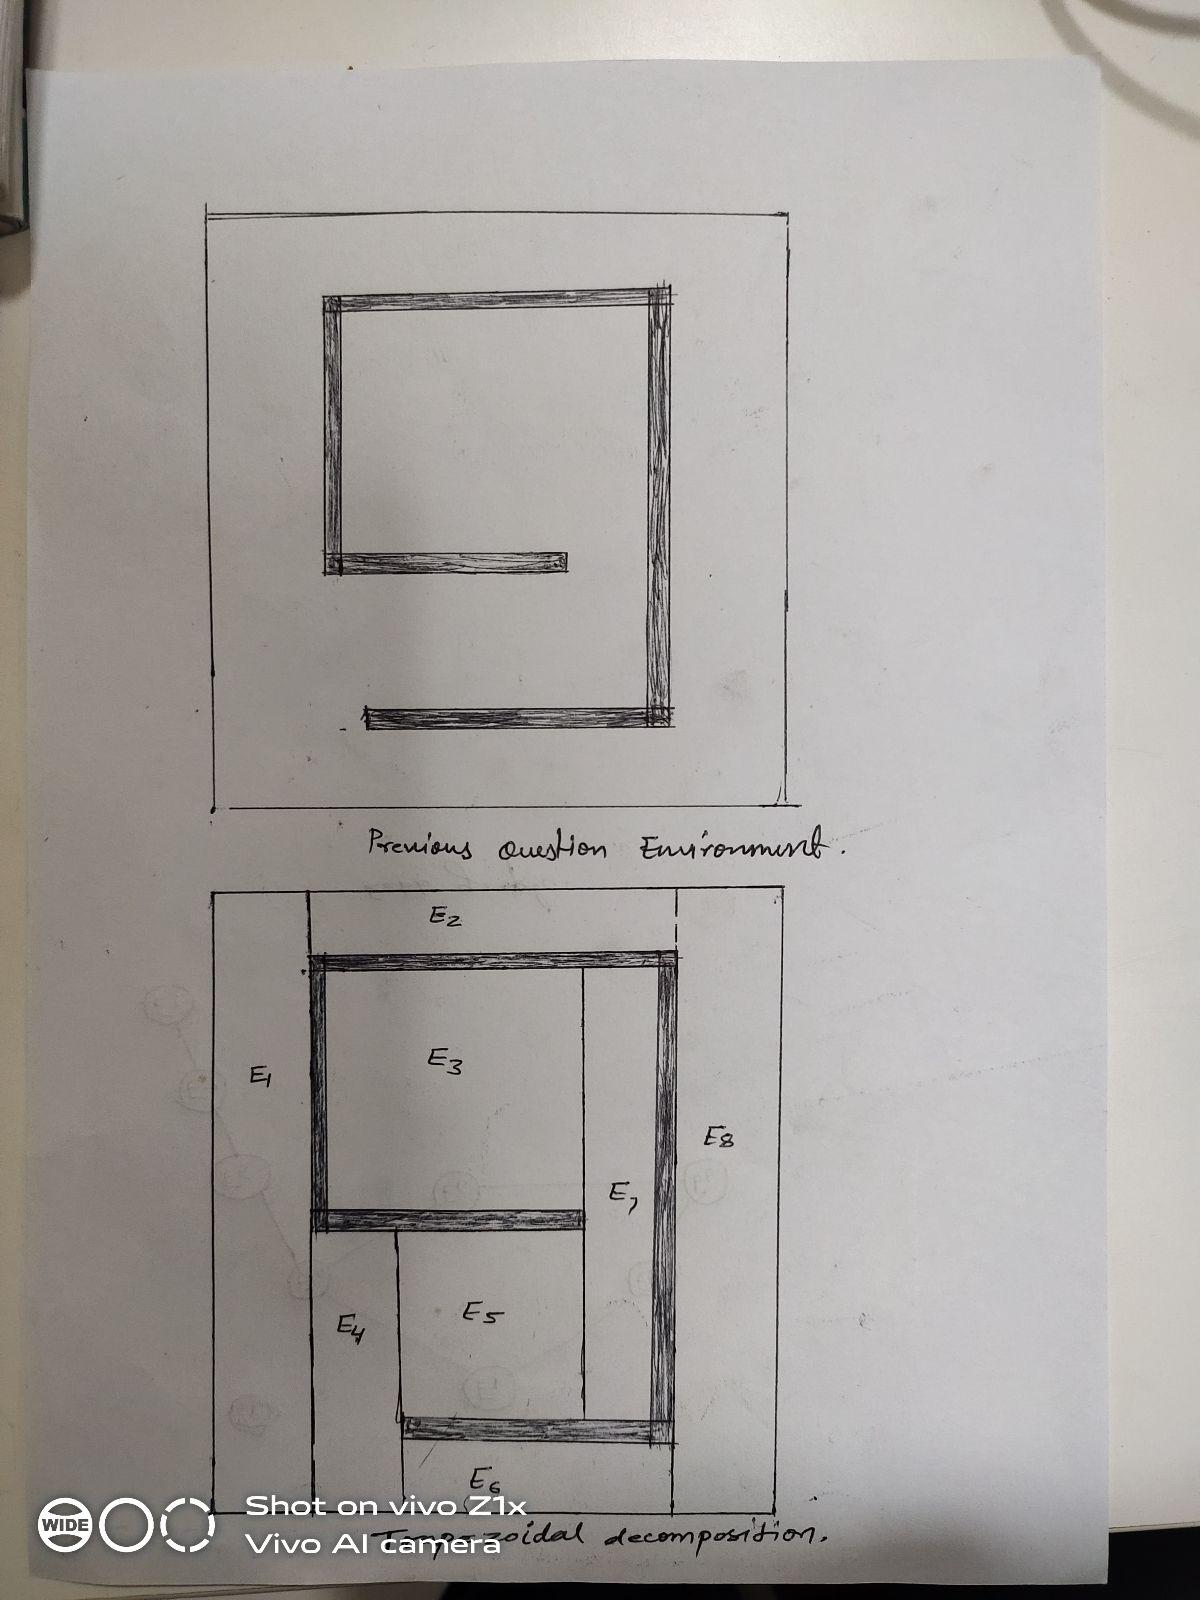 Previous Question Environment.
E2
E1
E3
E8
E7
E5
E4
E6
WIDE
Shot on vivo Z1x
Vivo AI camera
decomposition.